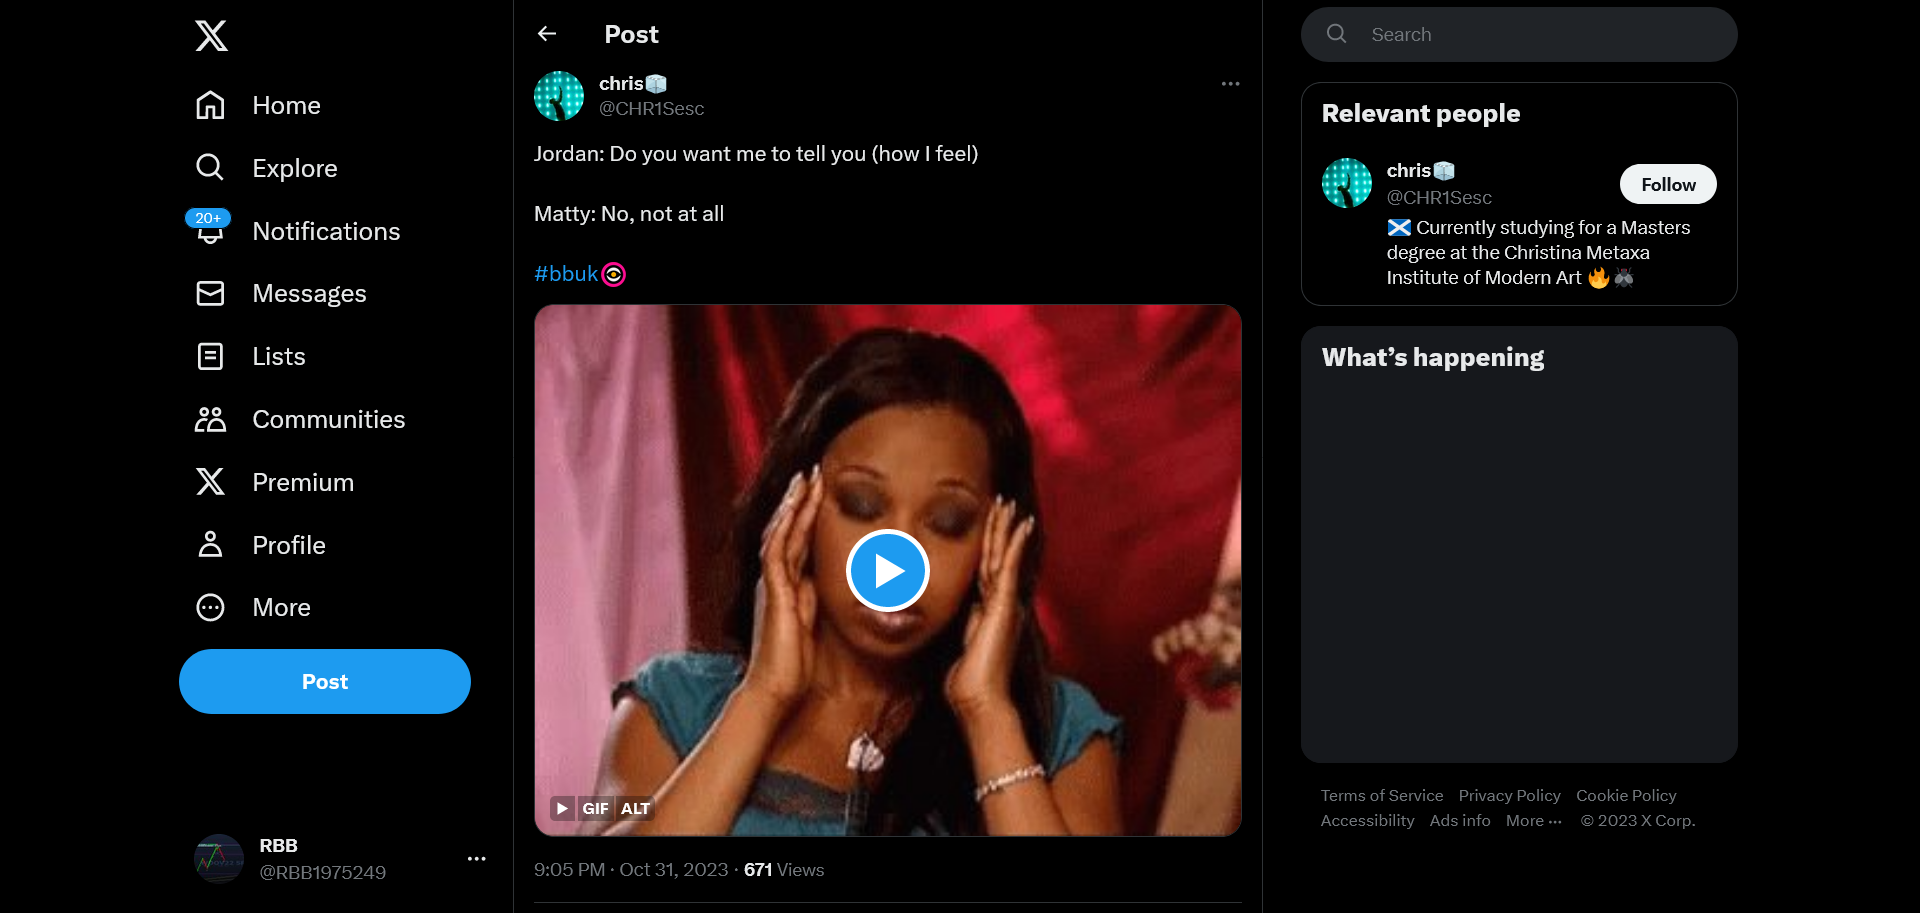 Home
Explore
20+
Notifications
Messages
Lists
Communities
Premium
Profile
More
Post
RBB
@RBB1975249
Post
chris🧊
@CHR1Sesc
Jordan: Do you want me to tell you (how I feel)
Matty: No, not at all
#bbuk
GIF ALT
9:05 PM · Oct 31, 2023 · 671 Views
Search
Relevant people
chris🧊
@CHR1Sesc
Follow
🏴󠁧󠁢󠁳󠁣󠁴󠁿 Currently studying for a Masters
degree at the Christina Metaxa
Institute of Modern Art 🔥🪰
What’s happening
Terms of Service Privacy Policy Cookie Policy
Accessibility Ads info More ··· © 2023 X Corp.